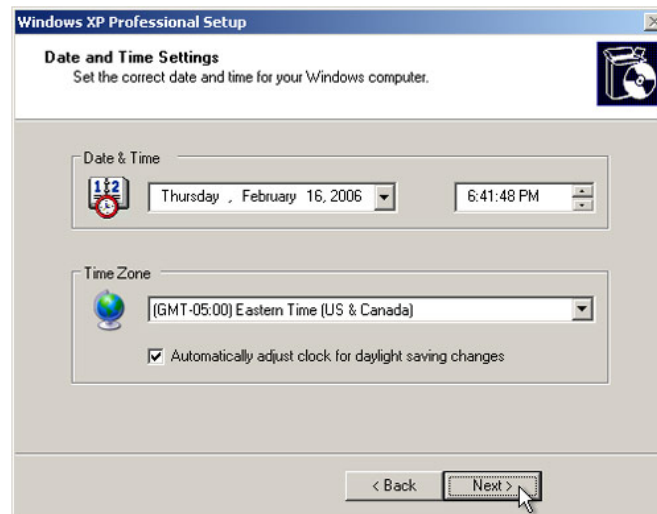 Windows XP Professional Setup
Date and Time Settings
Set the correct date and time for your Windows computer.
Date & Time
Thursday , February 16, 2006
6:41:48 PM
Time Zone
(GMT-05:00) Eastern Time (US & Canada)
Automatically adjust clock for daylight saving changes
< Back
Next >